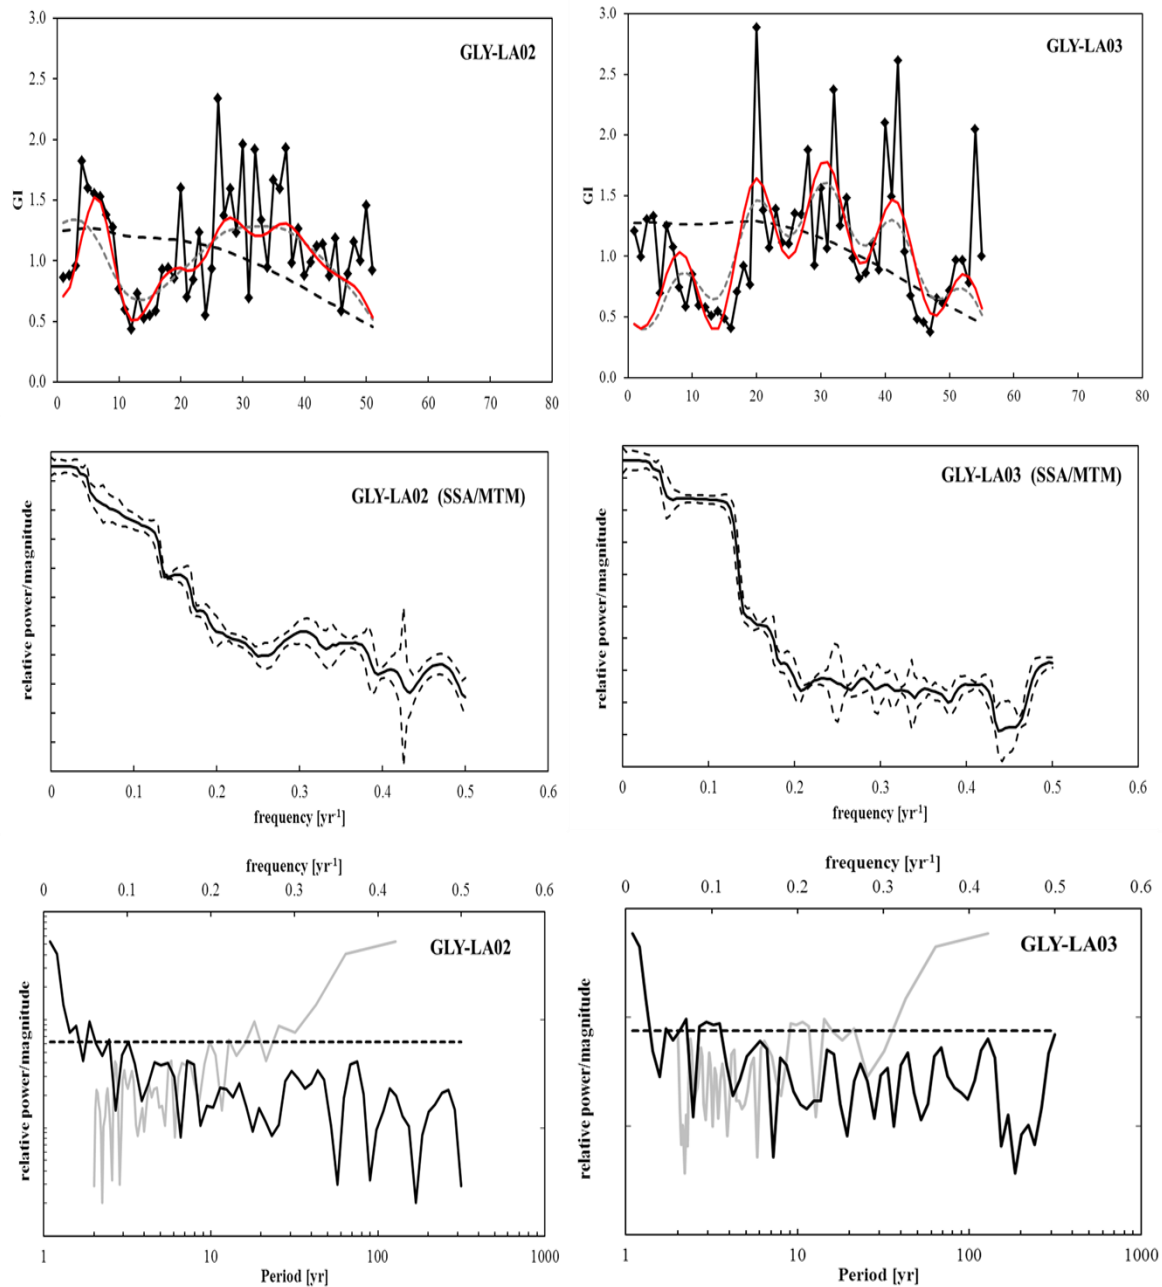 GLY-LA02
GI
3.0
2.5
2.0
1.5
1.0
0.5
0.0
0 10 20 30 40 50 60 70 80
GLY-LA03
GI
3.0
2.5
2.0
1.5
1.0
0.5
0.0
0 10 20 30 40 50 60 70 80
GLY-LA02 (SSA/MTM)
relative power/magnitude
0 0.1 0.2 0.3 0.4 0.5 0.6
frequency [yr-1]
GLY-LA03 (SSA/MTM)
relative power/magnitude
0 0.1 0.2 0.3 0.4 0.5 0.6
frequency [yr-1]
frequency [yr-1]
0 0.1 0.2 0.3 0.4 0.5 0.6
GLY-LA02
relative power/magnitude
1 10 100 1000
Period [yr]
frequency [yr-1]
0 0.1 0.2 0.3 0.4 0.5 0.6
GLY-LA03
relative power/magnitude
1 10 100 1000
Period [yr]